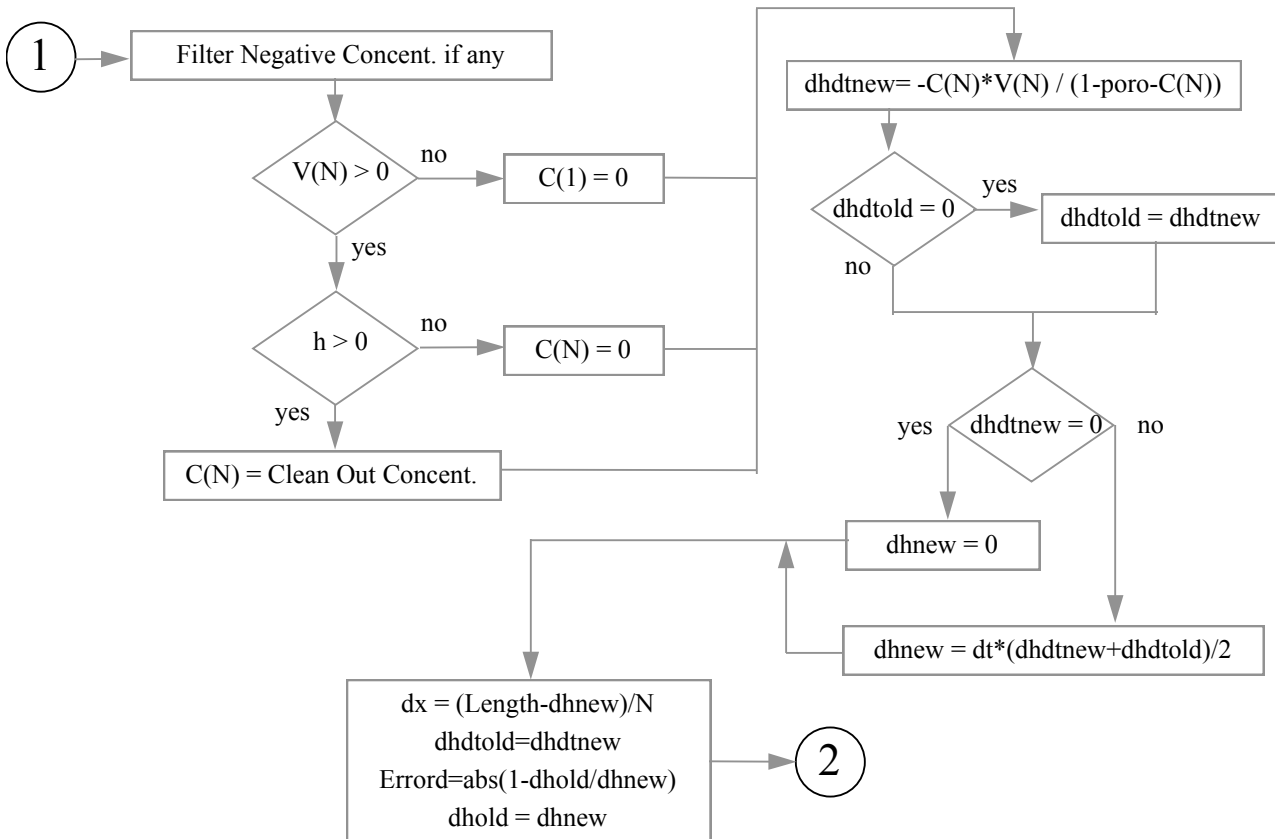 1
Filter Negative Concent. if any
V(N) > 0
no
C(1) = 0
yes
h > 0
no
C(N) = 0
yes
C(N) = Clean Out Concent.
dhdtnew= -C(N)*V(N) / (1-poro-C(N))
dhdtold = 0
yes
dhdtold = dhdtnew
no
dhdtnew = 0
yes
no
dhnew = 0
dhnew = dt*(dhdtnew+dhdtold)/2
dx = (Length-dhnew)/N
dhdtold=dhdtnew
Errord=abs(1-dhold/dhnew)
dhold = dhnew
2